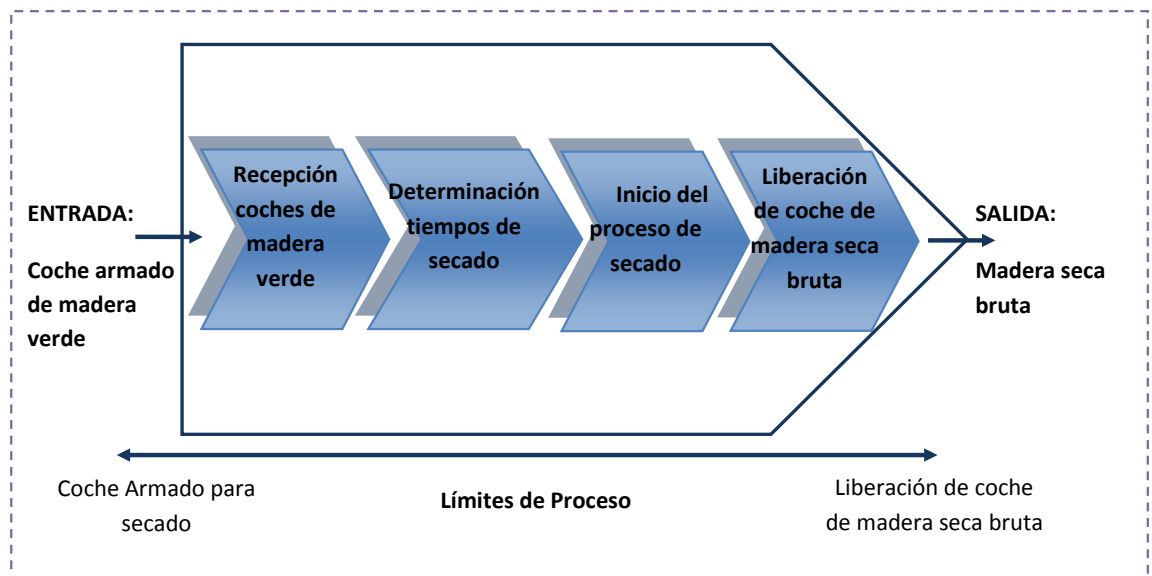 ENTRADA:
Coche armado
de madera
verde
Recepción
coches de
madera
verde
Determinación
tiempos de
secado
Inicio del
proceso de
secado
Liberación
de coche de
madera seca
bruta
SALIDA:
Madera seca
bruta
Coche Armado para
secado
Límites de Proceso
Liberación de coche
de madera seca bruta